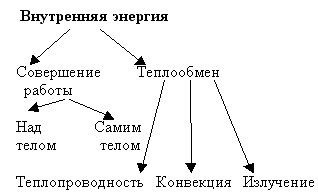 Внутренняя энергия
Совершение Теплообмен
работы
Над Самим
телом телом
Теплопроводность Конвекция Излучение